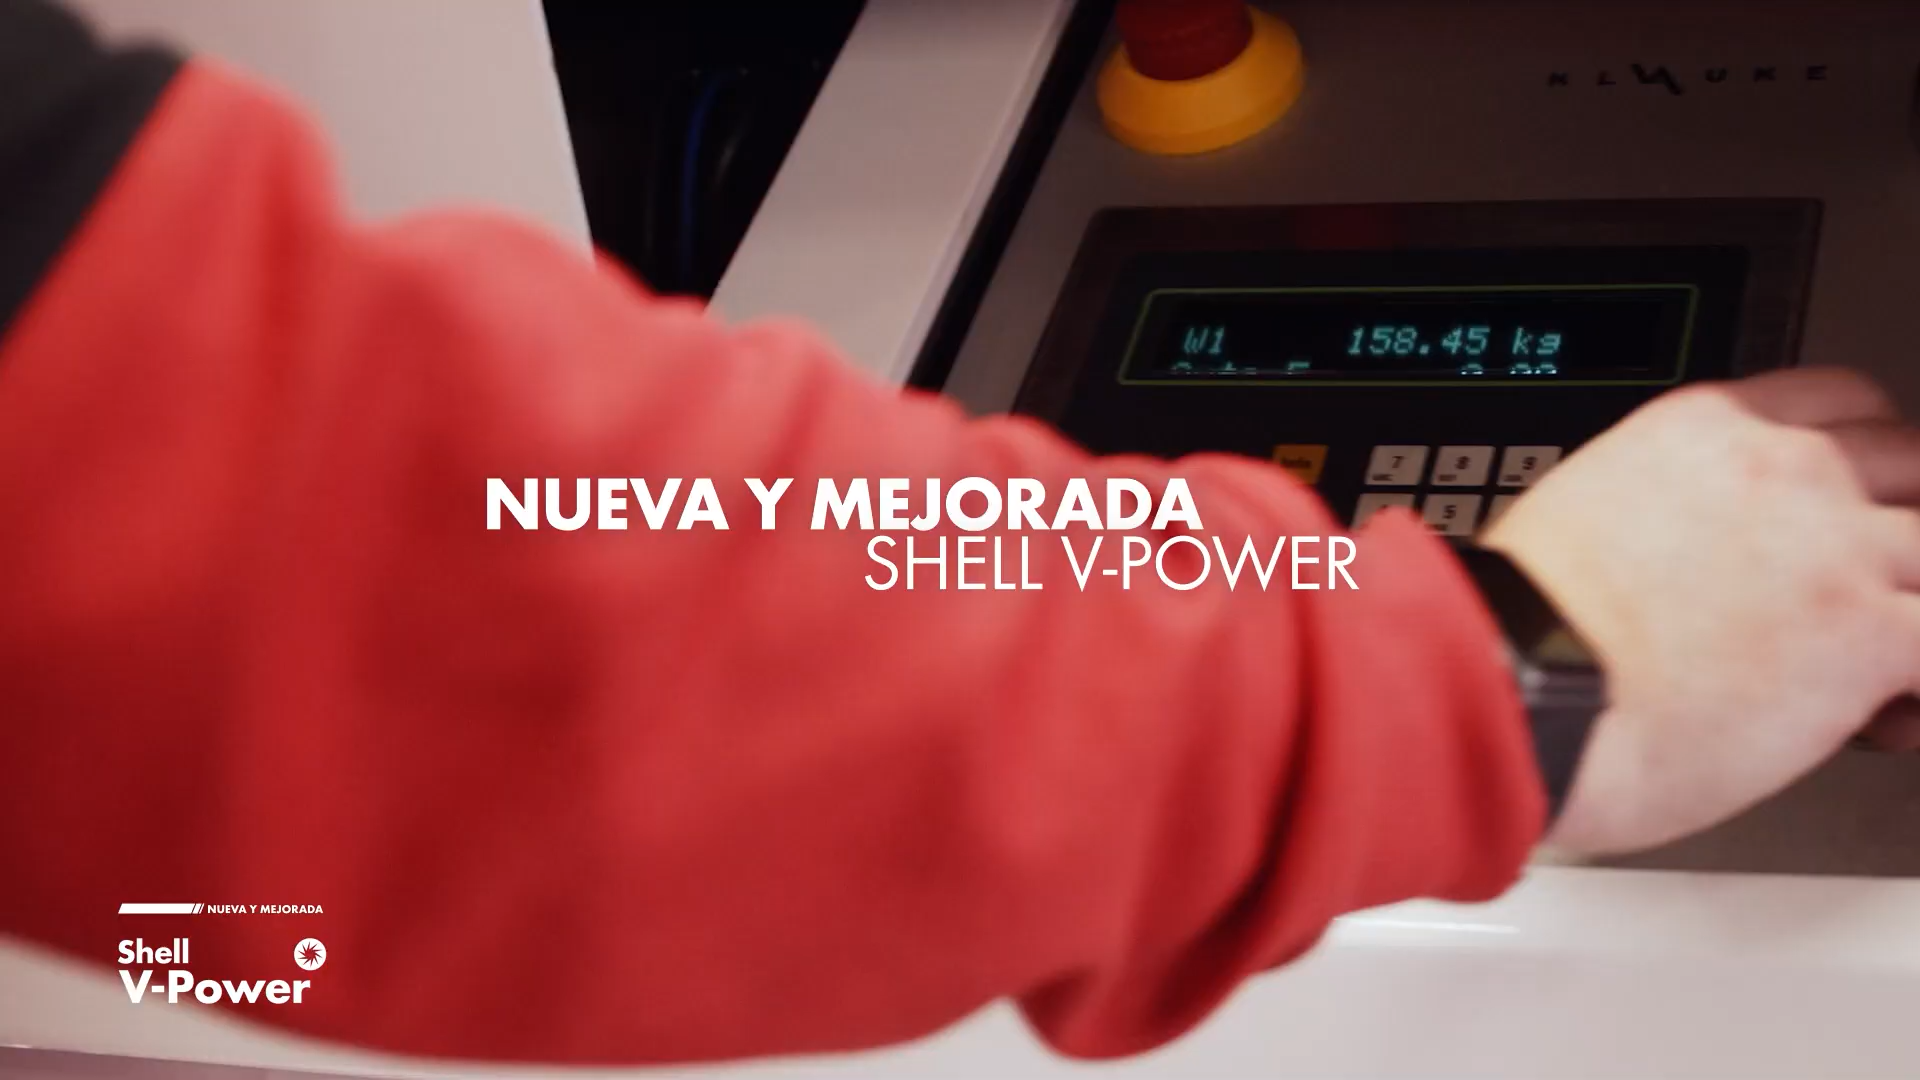 W1 158.45 kg
7 8 9
5
NUEVA Y MEJORADA
SHELL V-POWER
NUEVA Y MEJORADA
Shell
V-Power